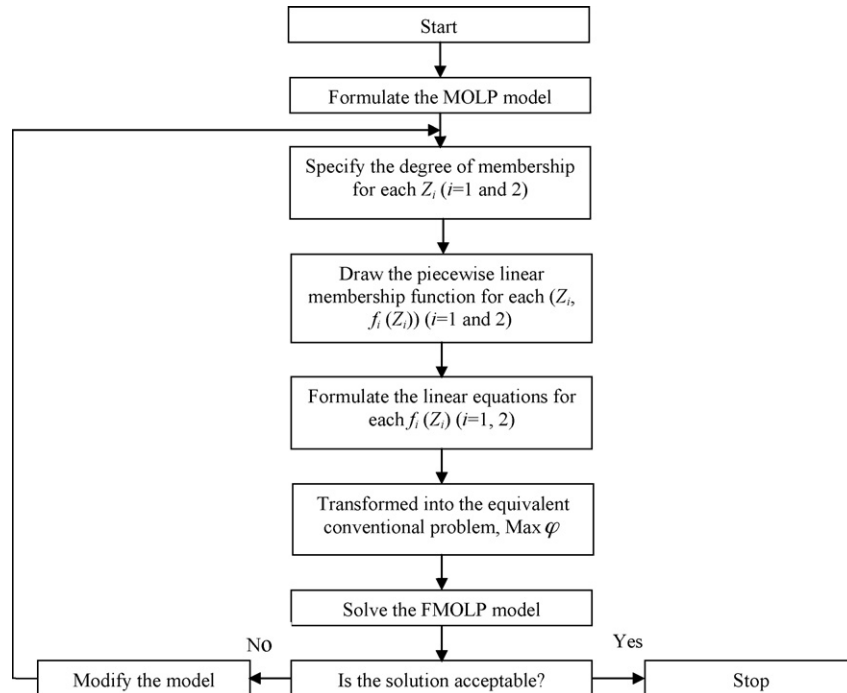 Start
Formulate the MOLP model
Specify the degree of membership
for each Zᵢ (i=1 and 2)
Draw the piecewise linear
membership function for each (Zᵢ,
fᵢ (Zᵢ)) (i=1 and 2)
Formulate the linear equations for
each fᵢ (Zᵢ) (i=1, 2)
Transformed into the equivalent
conventional problem, Max φ
Solve the FMOLP model
No
Yes
Modify the model
Is the solution acceptable?
Stop